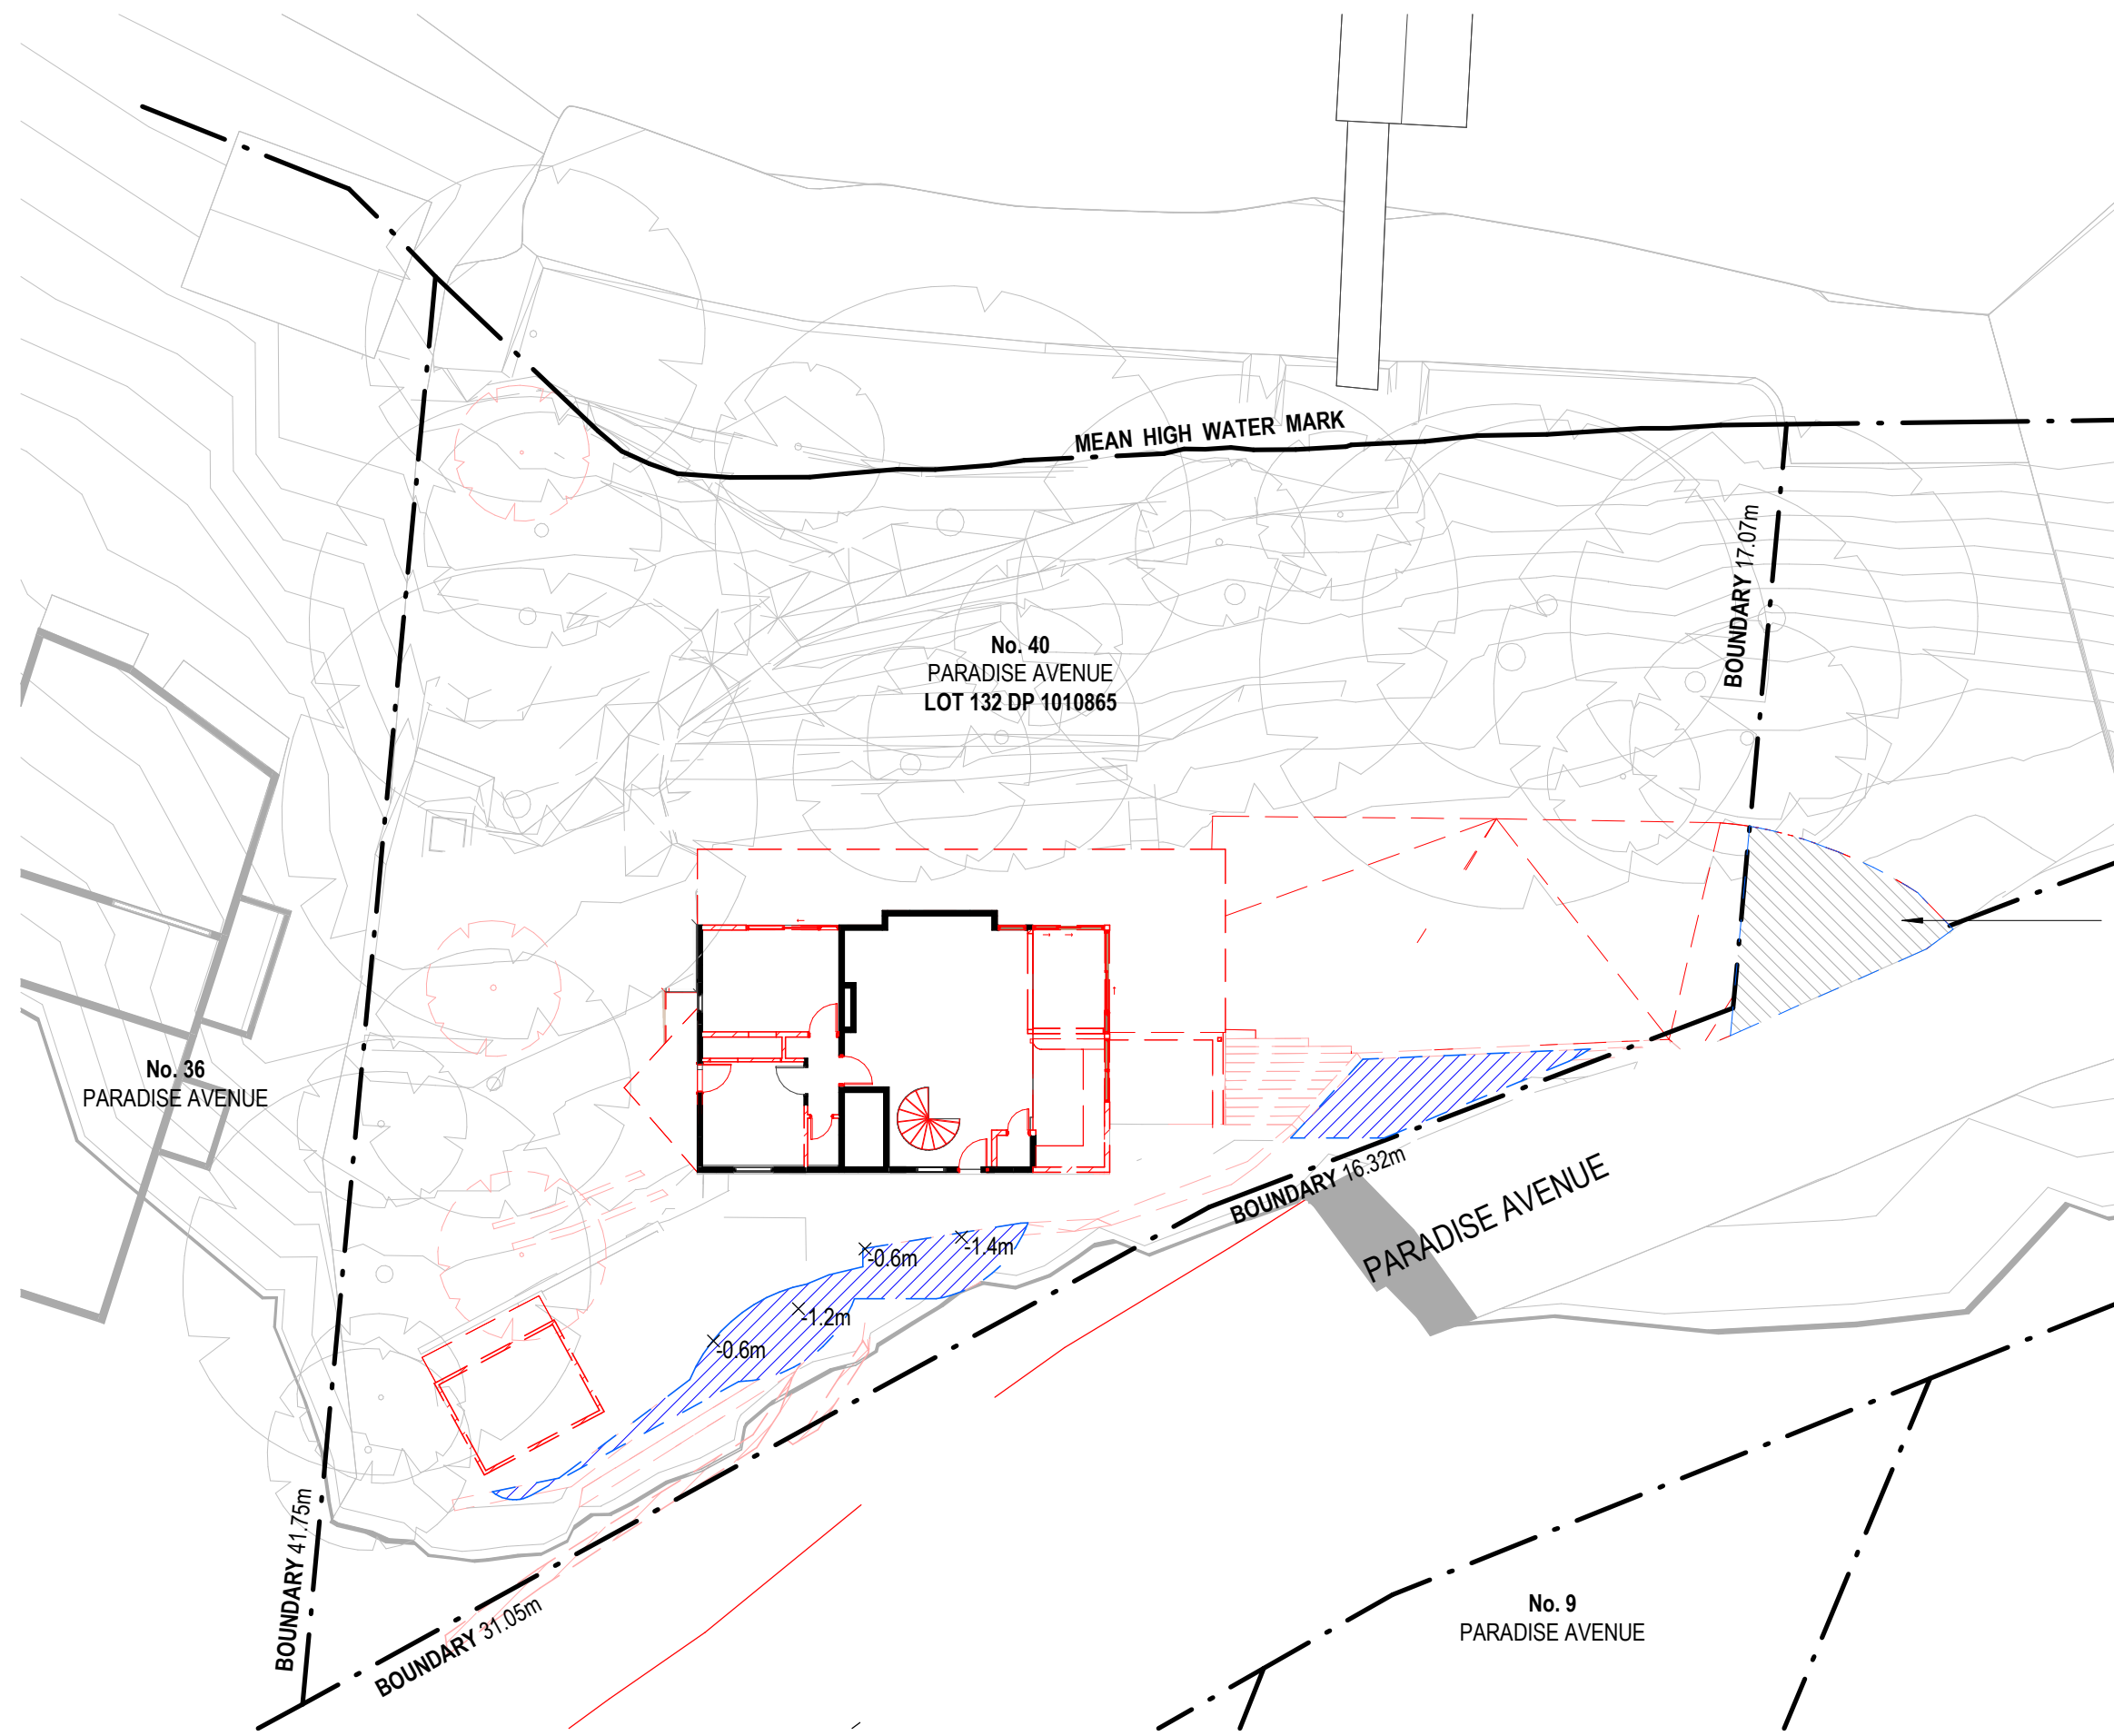 MEAN HIGH WATER MARK
BOUNDARY 17.07m
No. 40
PARADISE AVENUE
LOT 132 DP 1010865
No. 36
PARADISE AVENUE
BOUNDARY 16.32m
PARADISE AVENUE
-0.6m
-1.4m
-1.2m
-0.6m
BOUNDARY 41.75m
BOUNDARY 31.05m
No. 9
PARADISE AVENUE